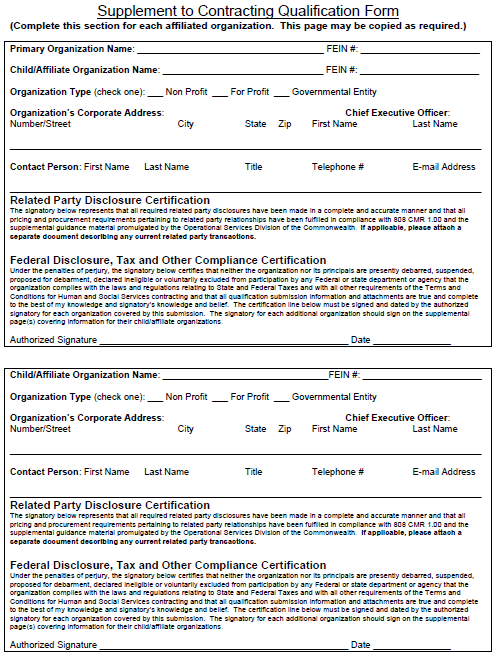 Supplement to Contracting Qualification Form
(Complete this section for each affiliated organization. This page may be copied as required.)
Primary Organization Name: ________________________________ FEIN #: ____________________
Child/Affiliate Organization Name: ____________________________ FEIN #: ____________________
Organization Type (check one): ___ Non Profit ___ For Profit ___ Governmental Entity
Organization's Corporate Address: Chief Executive Officer:
Number/Street City State Zip First Name Last Name
Contact Person: First Name Last Name Title Telephone # E-mail Address
Related Party Disclosure Certification
The signatory below represents that all required related party disclosures have been made in a complete and accurate manner and that all
pricing and procurement requirements pertaining to related party relationships have been fulfilled in compliance with 808 CMR 1.00 and the
supplemental guidance material promulgated by the Operational Services Division of the Commonwealth. If applicable, please attach a
separate document describing any current related party transactions.
Federal Disclosure, Tax and Other Compliance Certification
Under the penalties of perjury, the signatory below certifies that neither the organization nor its principals are presently debarred, suspended,
proposed for debarment, declared ineligible or voluntarily excluded from participation by any Federal or state department or agency that the
organization complies with the laws and regulations relating to State and Federal Taxes and with all other requirements of the Terms and
Conditions for Human and Social Services contracting and that all qualification submission information and attachments are true and complete
to the best of my knowledge and signatory's knowledge and belief. The certification line below must be signed and dated by the authorized
signatory for each organization covered by this submission. The signatory for each additional organization should sign on the supplemental
page(s) covering information for their child/affiliate organizations.
Authorized Signature ________________________________________________ Date ______________
Child/Affiliate Organization Name: ____________________________FEIN #: ____________________
Organization Type (check one): ___ Non Profit ___ For Profit ___ Governmental Entity
Organization's Corporate Address: Chief Executive Officer:
Number/Street City State Zip First Name Last Name
Contact Person: First Name Last Name Title Telephone # E-mail Address
Related Party Disclosure Certification
The signatory below represents that all required related party disclosures have been made in a complete and accurate manner and that all
pricing and procurement requirements pertaining to related party relationships have been fulfilled in compliance with 808 CMR 1.00 and the
supplemental guidance material promulgated by the Operational Services Division of the Commonwealth. If applicable, please attach a
separate document describing any current related party transactions.
Federal Disclosure, Tax and Other Compliance Certification
Under the penalties of perjury, the signatory below certifies that neither the organization nor its principals are presently debarred, suspended,
proposed for debarment, declared ineligible or voluntarily excluded from participation by any Federal or state department or agency that the
organization complies with the laws and regulations relating to State and Federal Taxes and with all other requirements of the Terms and
Conditions for Human and Social Services contracting and that all qualification submission information and attachments are true and complete
to the best of my knowledge and signatory's knowledge and belief. The certification line below must be signed and dated by the authorized
signatory for each organization covered by this submission. The signatory for each additional organization should sign on the supplemental
page(s) covering information for their child/affiliate organizations.
Authorized Signature ________________________________________________ Date ______________